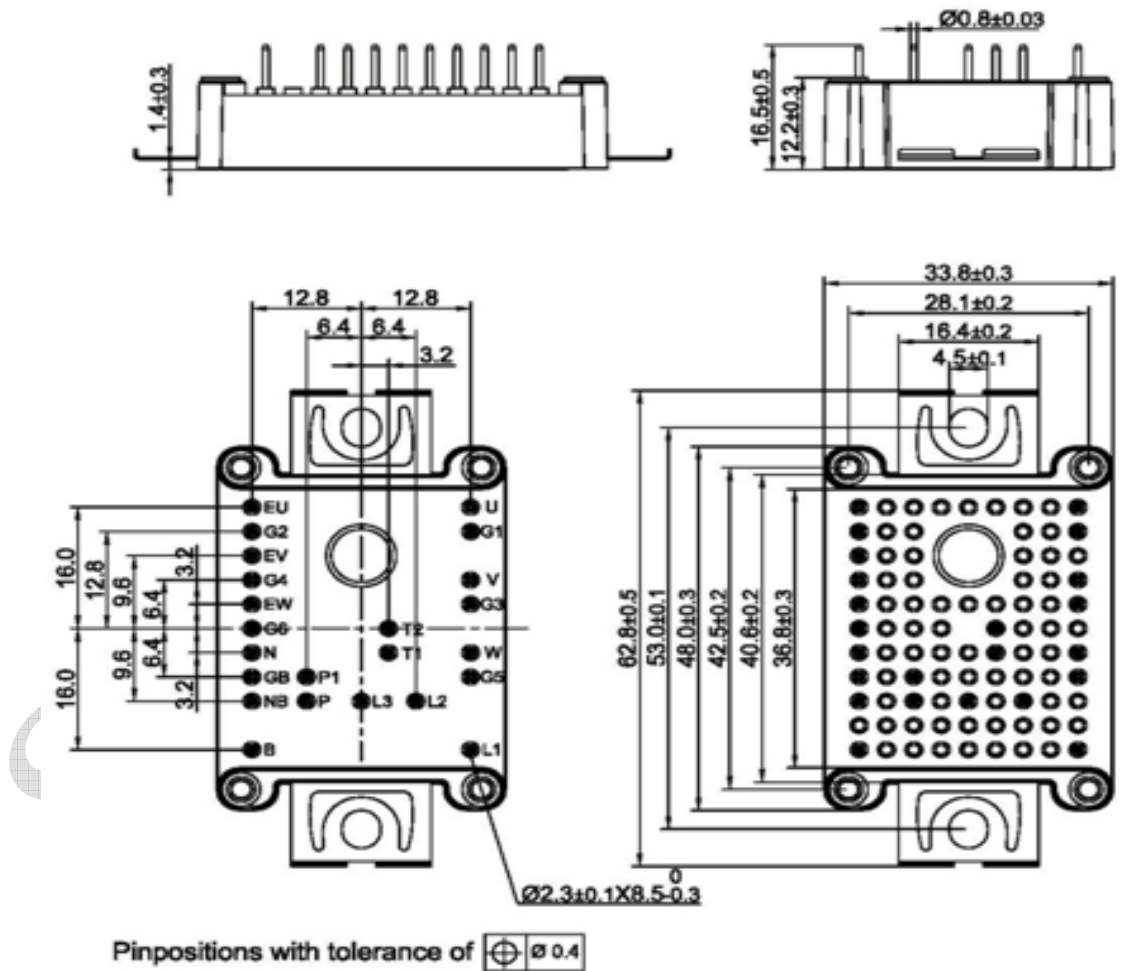 Ø0.8±0.03
1.4±0.3
16.5±0.5
12.2±0.3
33.8±0.3
28.1±0.2
16.4±0.2
4.5±0.1
12.8 12.8
6.4 6.4
3.2
EU U
G2 G1
EV
G4 V
EW G3
G6 T2
N T1 W
GB P1 G5
NB P L3 L2
B L1
16.0
12.8
9.6
6.4
3.2
16.0
9.6
6.4
3.2
62.8±0.5
53.0±0.1
48.0±0.3
42.5±0.2
40.6±0.2
36.8±0.3
0
Ø2.3±0.1X8.5-0.3
Pinpositions with tolerance of Ø 0.4